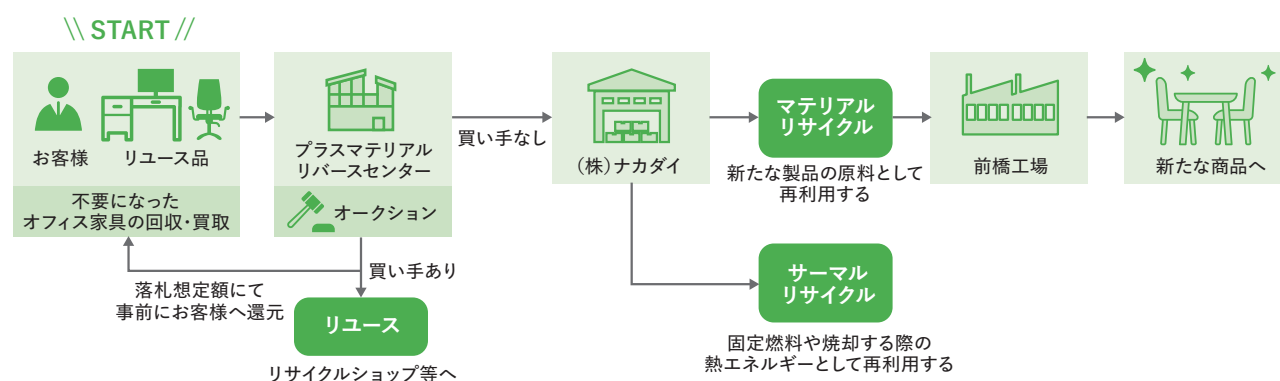 START
お客様
リユース品
不要になった
オフィス家具の回収・買取
プラスマテリアル
リバースセンター
オークション
買い手なし
買い手あり
落札想定額にて
事前にお客様へ還元
リユース
リサイクルショップ等へ
(株)ナカダイ
マテリアル
リサイクル
新たな製品の原料として
再利用する
前橋工場
新たな商品へ
サーマル
リサイクル
固定燃料や焼却する際の
熱エネルギーとして再利用する